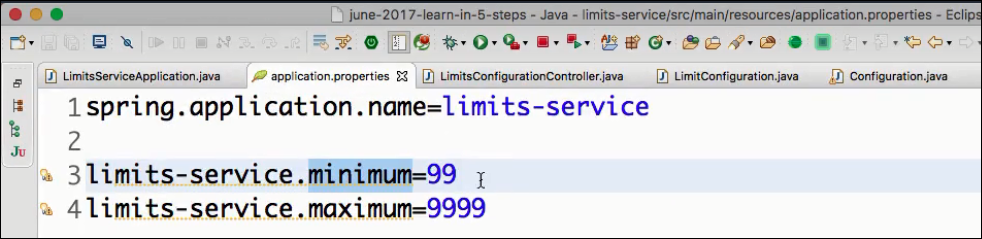 june-2017-learn-in-5-steps - Java - limits-service/src/main/resources/application.properties - Eclips
LimitsServiceApplication.java application.properties LimitsConfigurationController.java LimitConfiguration.java Configuration.java
1 spring.application.name=limits-service
2
3 limits-service.minimum=99
4 limits-service.maximum=9999
Ju